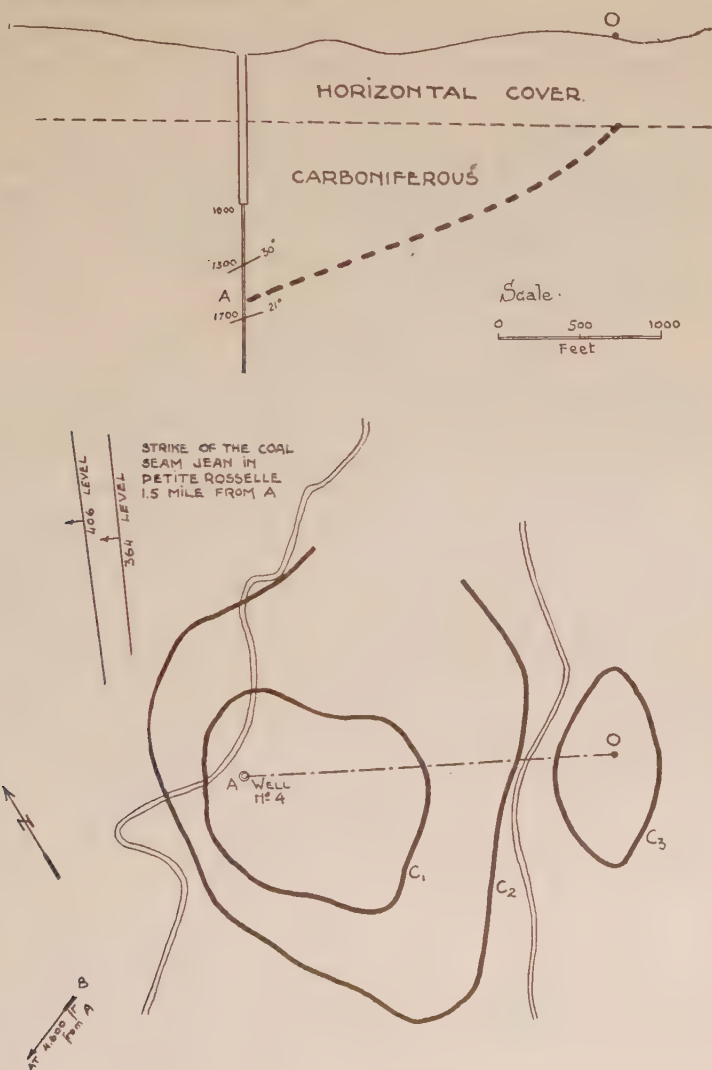 O
HORIZONTAL COVER.
CARBONIFEROUS
1000
1300
30°
A
1700
21°
Scale.
0 500 1000
Feet
406 LEVEL
364 LEVEL
STRIKE OF THE COAL
SEAM JEAN IN
PETITE ROSSELLE
1.5 MILE FROM A
O
A WELL
Nº 4
N
C₁
C₂
C₃
B
AT 4.600 FT
from A